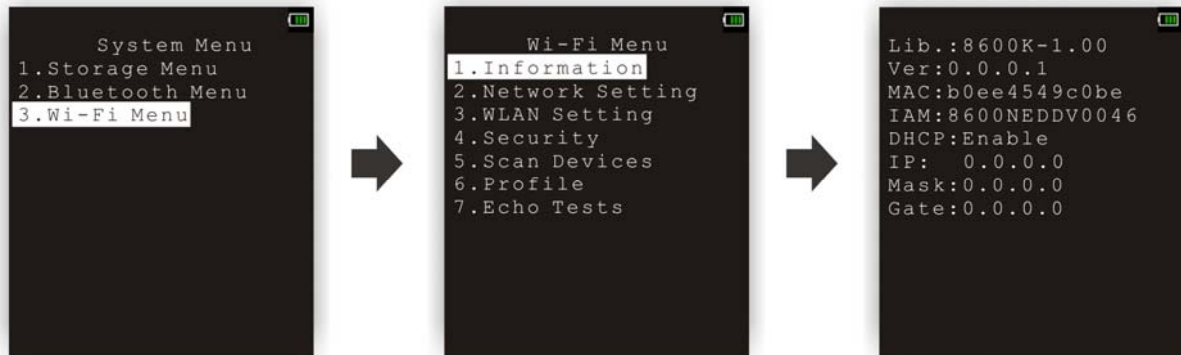 System Menu
1.Storage Menu
2.Bluetooth Menu
3.Wi-Fi Menu
Wi-Fi Menu
1.Information
2.Network Setting
3.WLAN Setting
4.Security
5.Scan Devices
6.Profile
7.Echo Tests
Lib.:8600K-1.00
Ver:0.0.0.1
MAC:b0ee4549c0be
IAM:8600NEDDV0046
DHCP:Enable
IP: 0.0.0.0
Mask:0.0.0.0
Gate:0.0.0.0